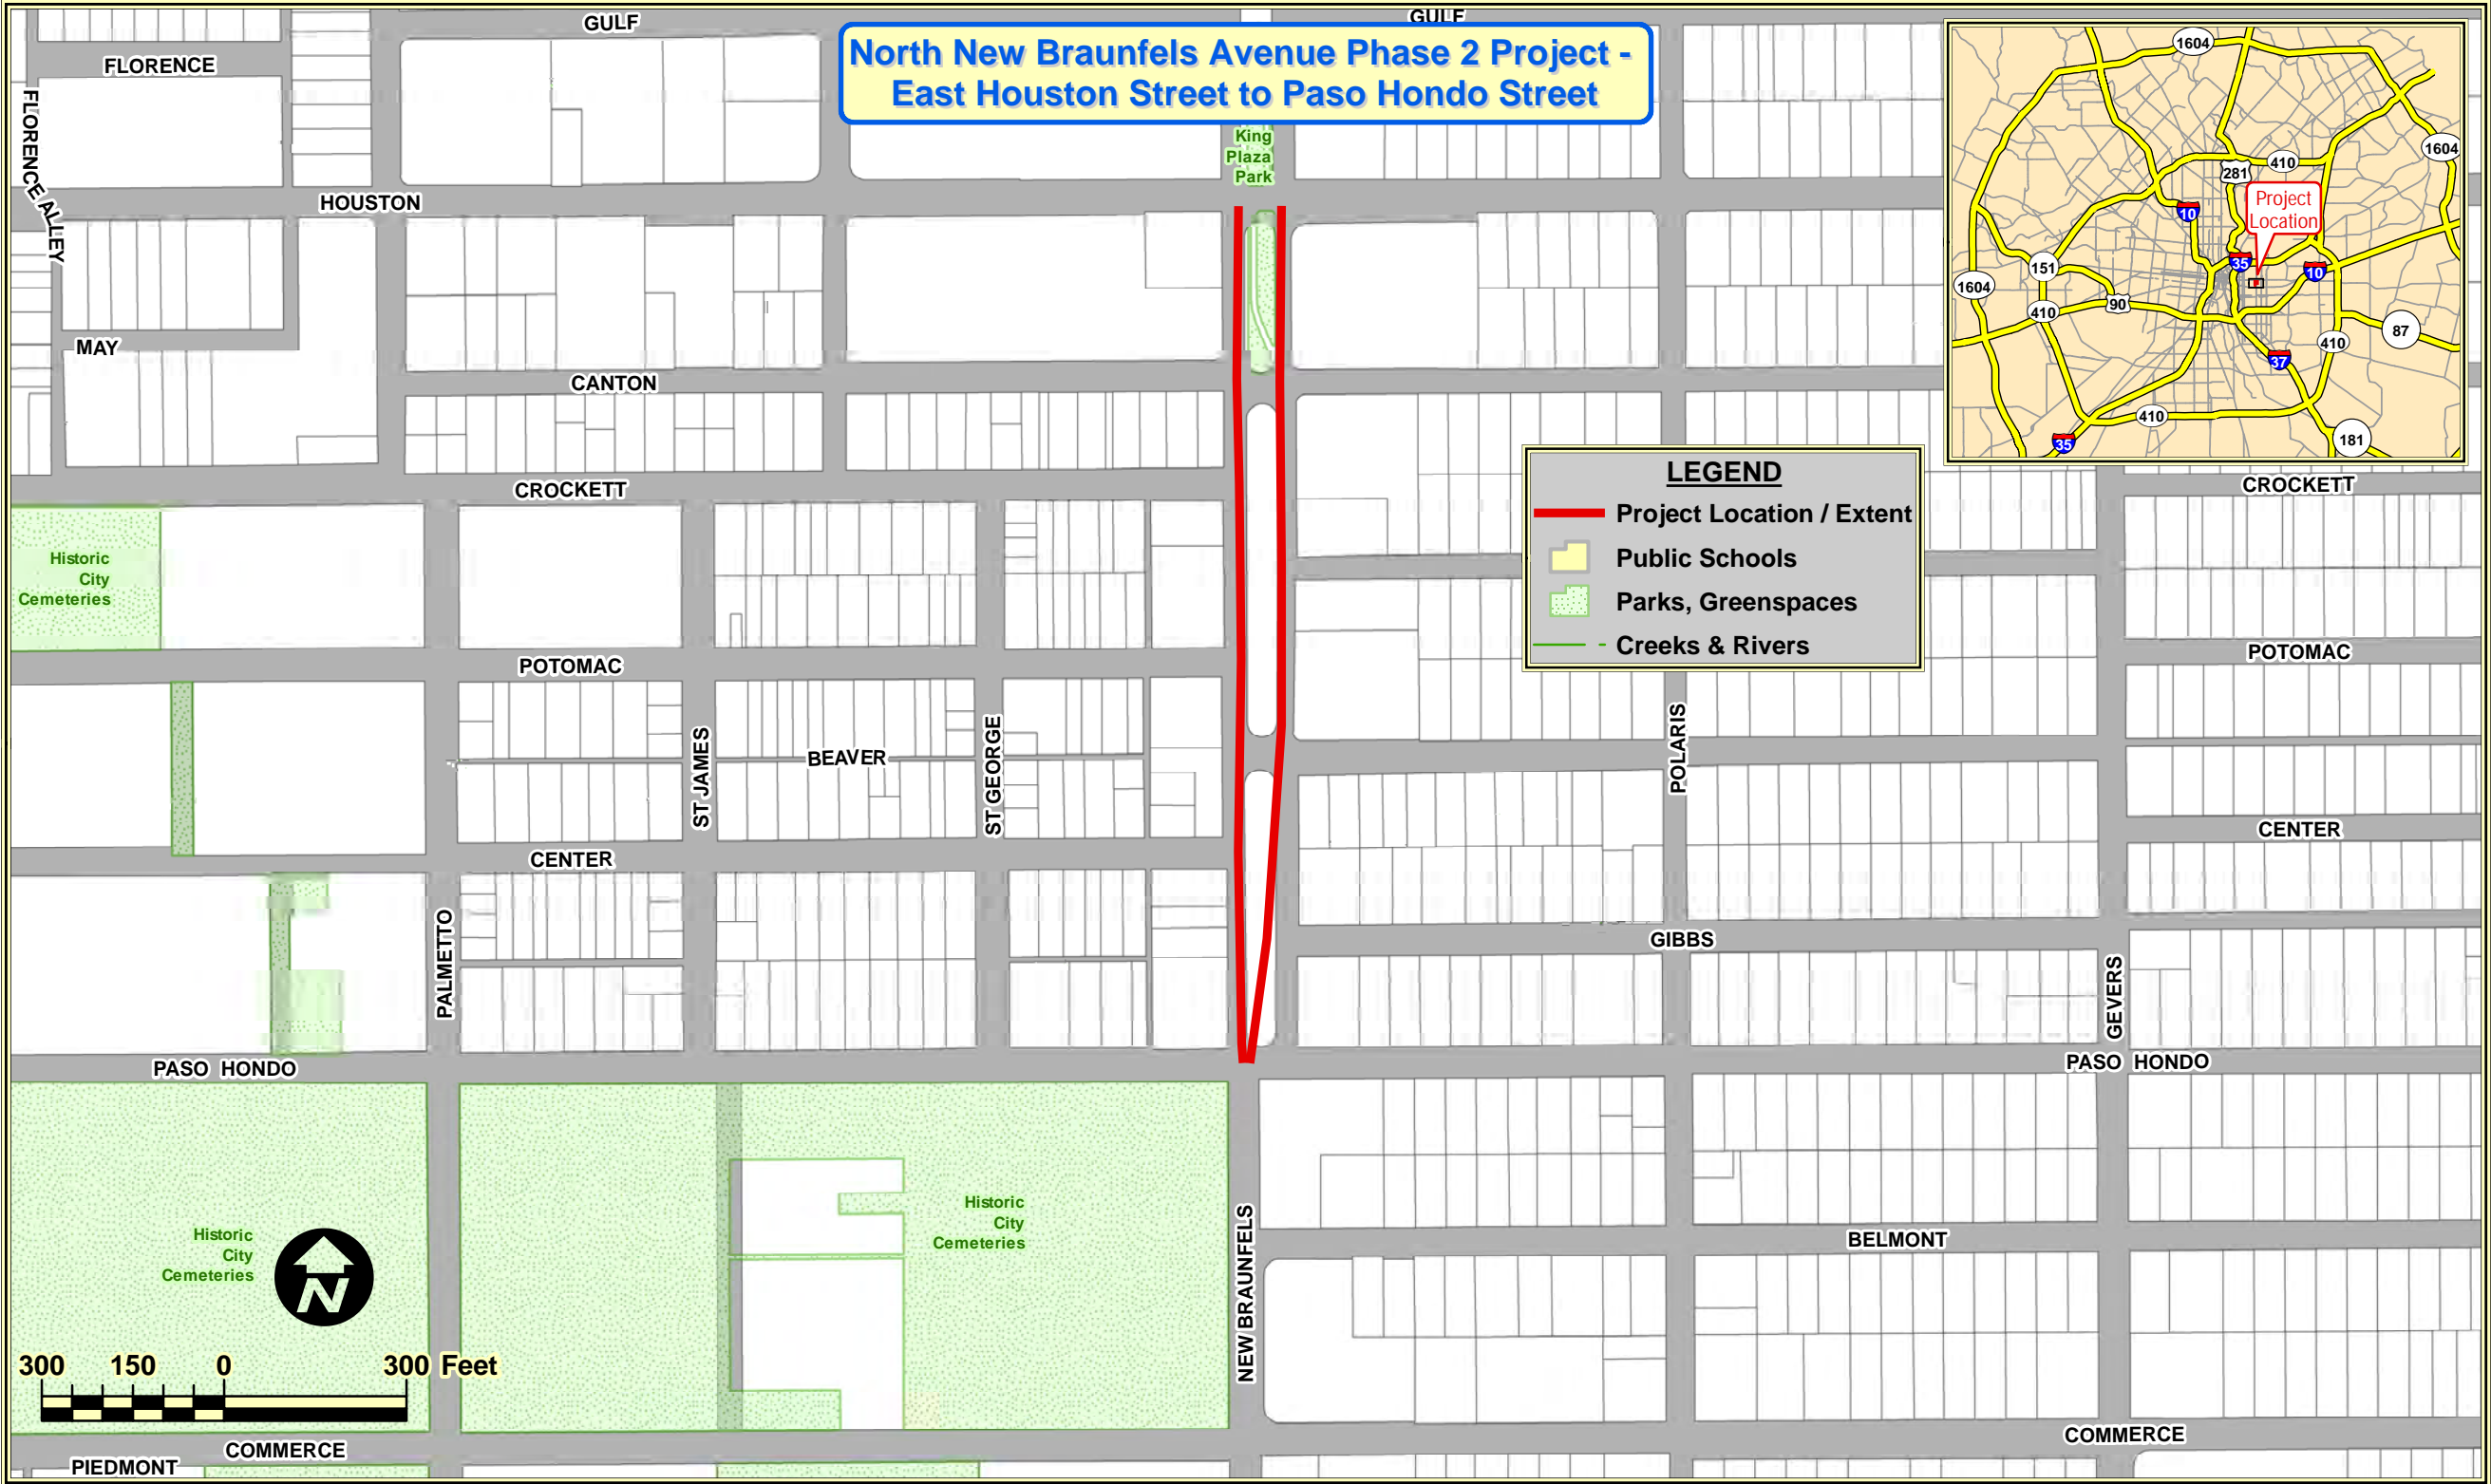 GULF
GULF
FLORENCE
North New Braunfels Avenue Phase 2 Project -
East Houston Street to Paso Hondo Street
FLORENCE ALLEY
King
Plaza
Park
HOUSTON
MAY
CANTON
CROCKETT
Historic
City
Cemeteries
POTOMAC
BEAVER
ST JAMES
ST GEORGE
CENTER
PALMETTO
PASO HONDO
Historic
City
Cemeteries
Historic
City
Cemeteries
N
300 150 0 300 Feet
COMMERCE
PIEDMONT
NEW BRAUNFELS
1604
1604
410
281
Project
Location
10
35
10
151
1604
410
90
87
410
37
410
35
181
LEGEND
Project Location / Extent
Public Schools
Parks, Greenspaces
Creeks & Rivers
CROCKETT
POTOMAC
POLARIS
CENTER
GIBBS
GEVERS
PASO HONDO
BELMONT
COMMERCE